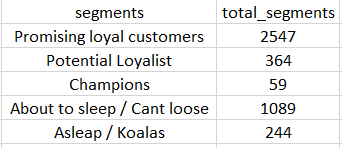 segments total_segments
Promising loyal customers 2547
Potential Loyalist 364
Champions 59
About to sleep / Cant loose 1089
Asleap / Koalas 244